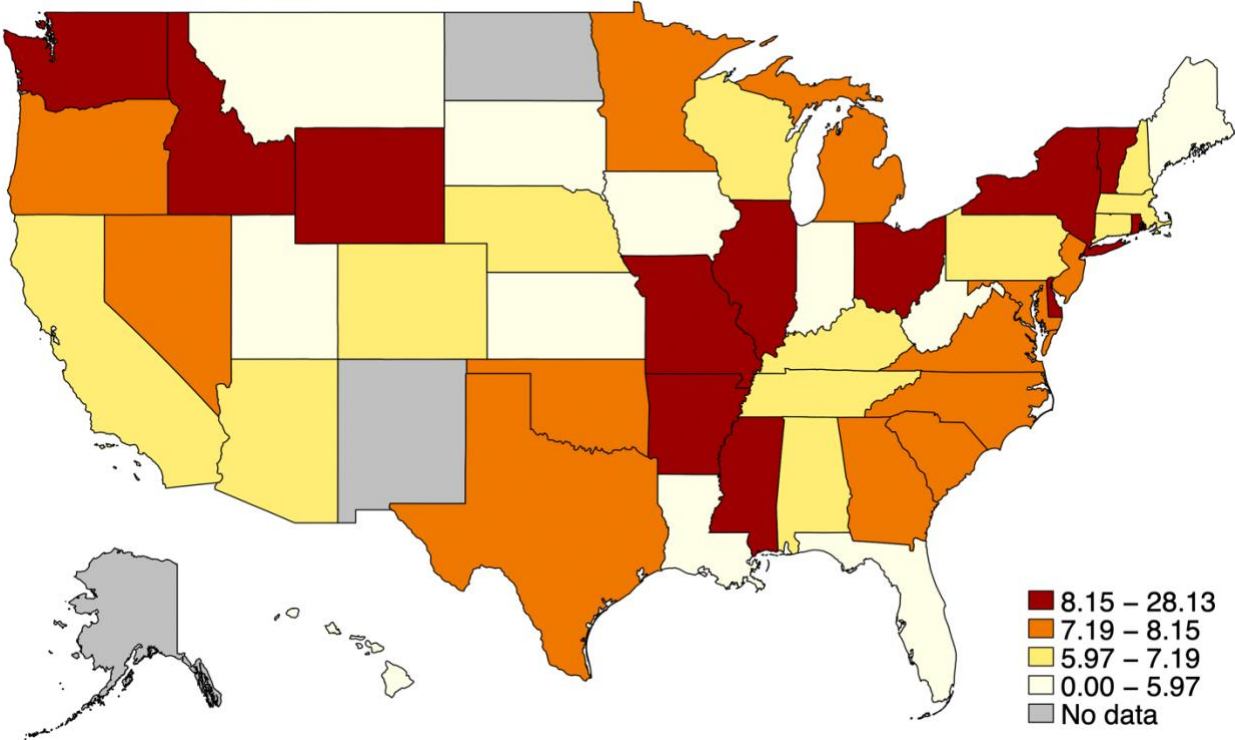 8.15 – 28.13
7.19 – 8.15
5.97 – 7.19
0.00 – 5.97
No data